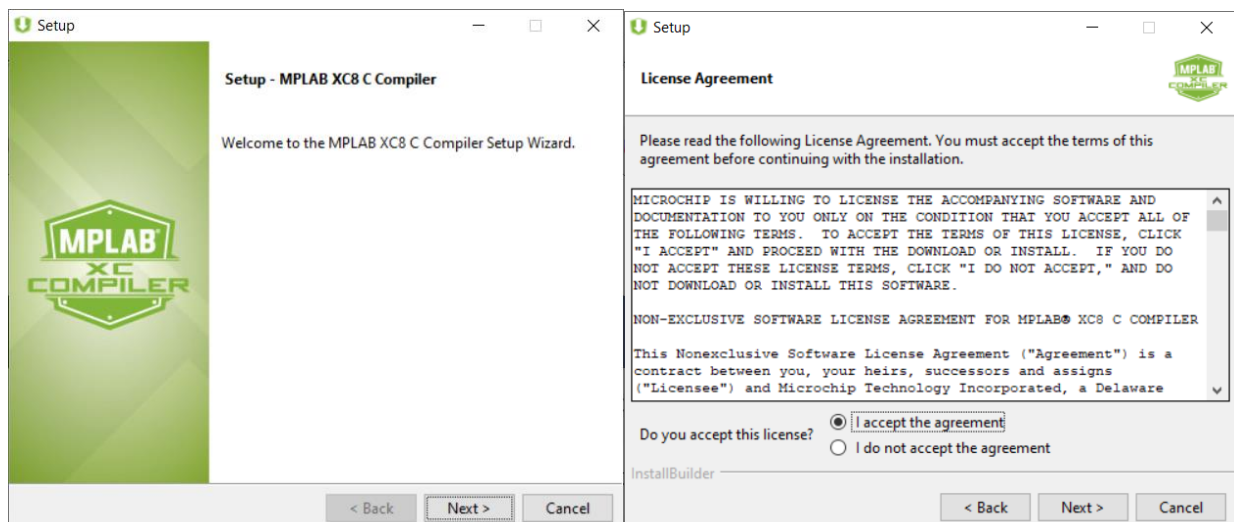 Setup
Setup - MPLAB XC8 C Compiler
Welcome to the MPLAB XC8 C Compiler Setup Wizard.
MPLAB®
XC
COMPILER
< Back
Next >
Cancel
Setup
License Agreement
MPLAB
XC
COMPILER
Please read the following License Agreement. You must accept the terms of this
agreement before continuing with the installation.
MICROCHIP IS WILLING TO LICENSE THE ACCOMPANYING SOFTWARE AND
DOCUMENTATION TO YOU ONLY ON THE CONDITION THAT YOU ACCEPT ALL OF
THE FOLLOWING TERMS.  TO ACCEPT THE TERMS OF THIS LICENSE, CLICK
"I ACCEPT" AND PROCEED WITH THE DOWNLOAD OR INSTALL.  IF YOU DO
NOT ACCEPT THESE LICENSE TERMS, CLICK "I DO NOT ACCEPT," AND DO
NOT DOWNLOAD OR INSTALL THIS SOFTWARE.
NON-EXCLUSIVE SOFTWARE LICENSE AGREEMENT FOR MPLAB® XC8 C COMPILER
This Nonexclusive Software License Agreement ("Agreement") is a
contract between you, your heirs, successors and assigns
("Licensee") and Microchip Technology Incorporated, a Delaware
Do you accept this license?
I accept the agreement
I do not accept the agreement
InstallBuilder
< Back
Next >
Cancel